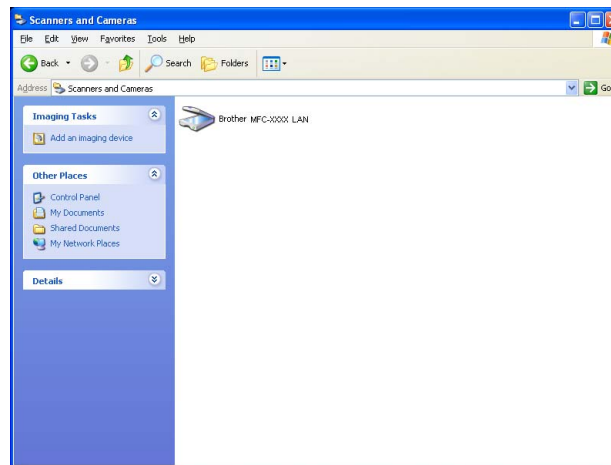 Scanners and Cameras
File Edit View Favorites Tools Help
Back Search Folders
Address Scanners and Cameras Go
Imaging Tasks
Add an imaging device
Brother MFC-XXXX LAN
Other Places
Control Panel
My Documents
Shared Documents
My Network Places
Details